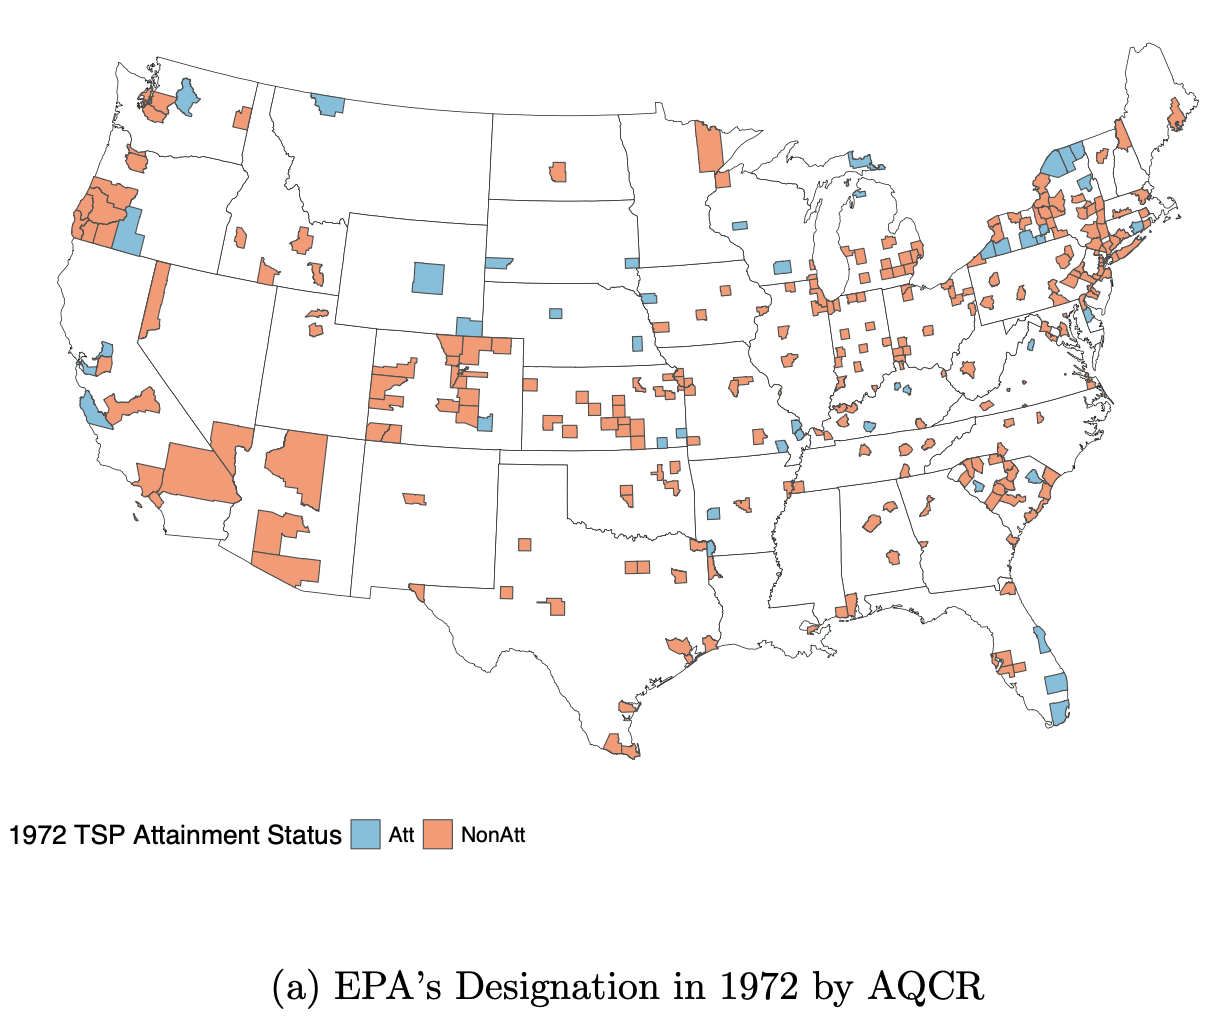 1972 TSP Attainment Status Att NonAtt
(a) EPA's Designation in 1972 by AQCR